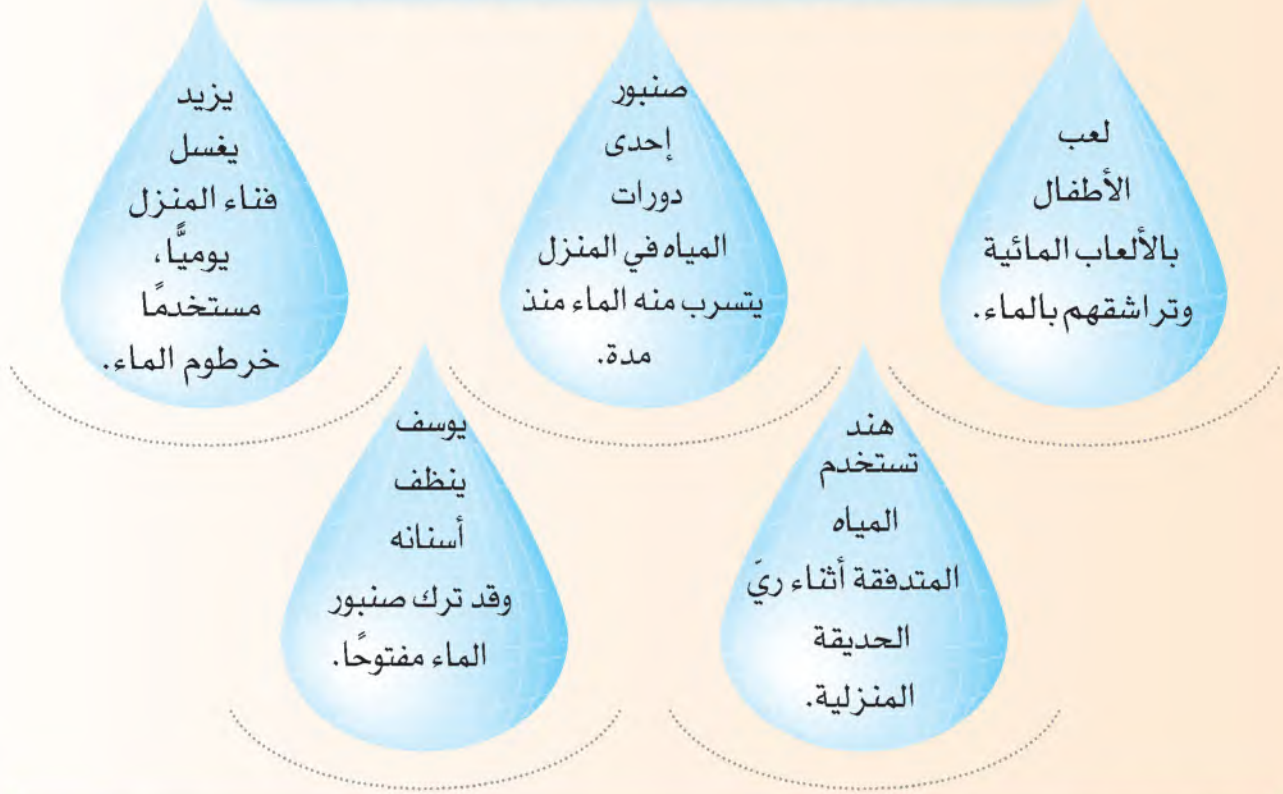 لعب
الأطفال
بالألعاب المائية
وتراشقهم بالماء.
صنبور
إحدى
دورات
المياه في المنزل
يتسرب منه الماء منذ
مدة.
يزيد
يغسل
فناء المنزل
يوميًّا،
مستخدمًا
خرطوم الماء.
هند
تستخدم
المياه
المتدفقة أثناء ريَ
الحديقة
المنزلية.
يوسف
ينظف
أسنانه
وقد ترك صنبور
الماء مفتوحًا.